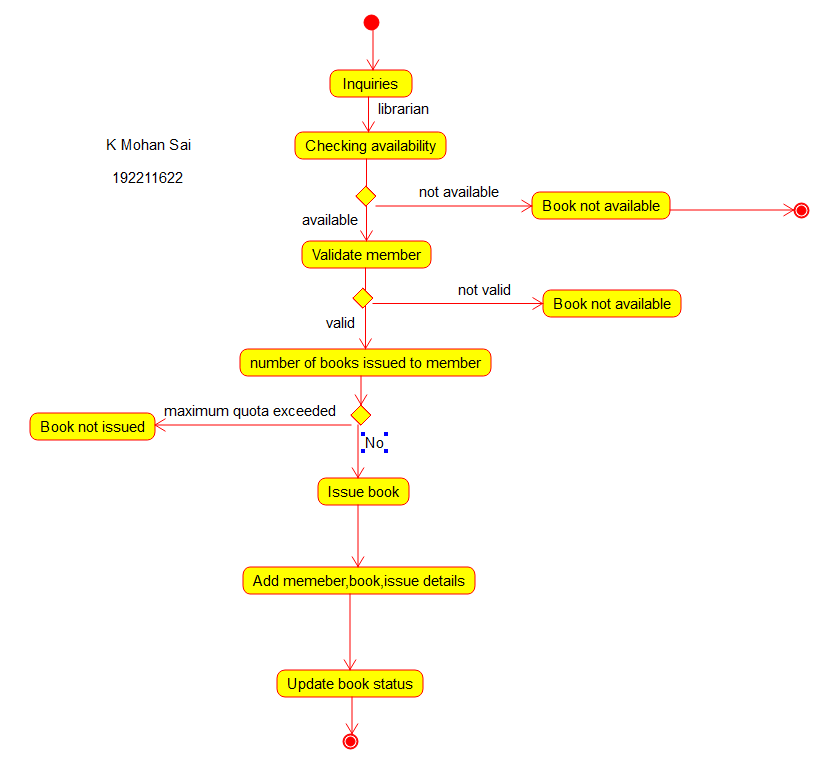 Inquiries
librarian
K Mohan Sai
Checking availability
192211622
not available
Book not available
available
Validate member
not valid
Book not available
valid
number of books issued to member
maximum quota exceeded
Book not issued
No
Issue book
Add memeber,book,issue details
Update book status